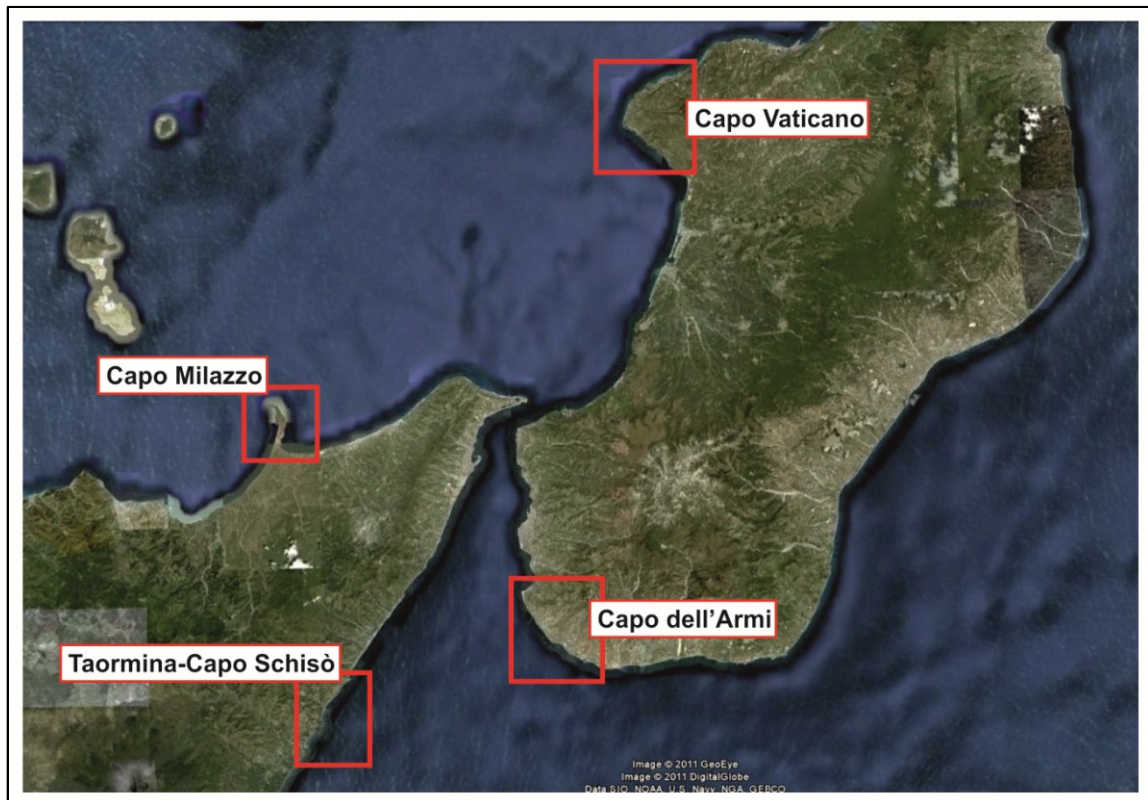 Capo Vaticano
Capo Milazzo
Capo dell'Armi
Taormina-Capo Schisò
Image © 2011 GeoEye
Image © 2011 DigitalGlobe
Data SIO, NOAA, U.S. Navy, NGA, GEBCO